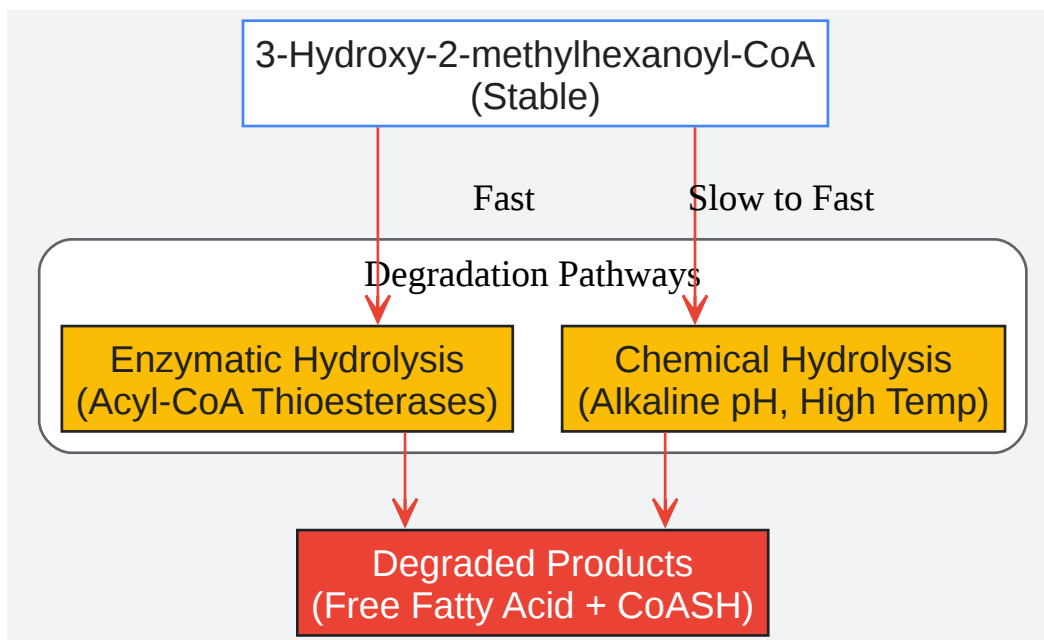 3-Hydroxy-2-methylhexanoyl-CoA
(Stable)
Fast
Slow to Fast
Degradation Pathways
Enzymatic Hydrolysis
(Acyl-CoA Thioesterases)
Chemical Hydrolysis
(Alkaline pH, High Temp)
Degraded Products
(Free Fatty Acid + CoASH)